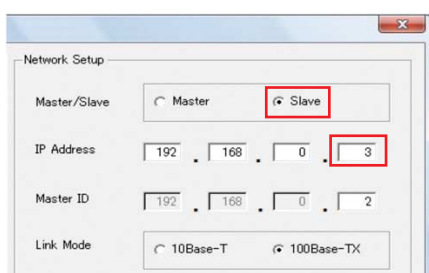 Network Setup
Master/Slave Master Slave
IP Address 192 . 168 . 0 . 3
Master ID 192 . 168 . 0 . 2
Link Mode 10Base-T 100Base-TX